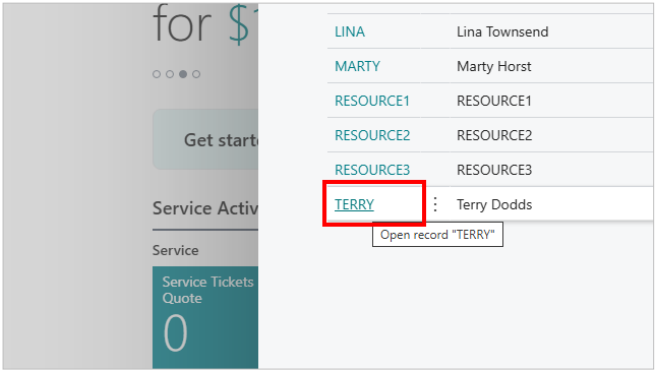 for $
LINA Lina Townsend
MARTY Marty Horst
RESOURCE1 RESOURCE1
RESOURCE2 RESOURCE2
RESOURCE3 RESOURCE3
TERRY Terry Dodds
Open record "TERRY"
Get starte
Service Activ
Service
Service Tickets
Quote
0